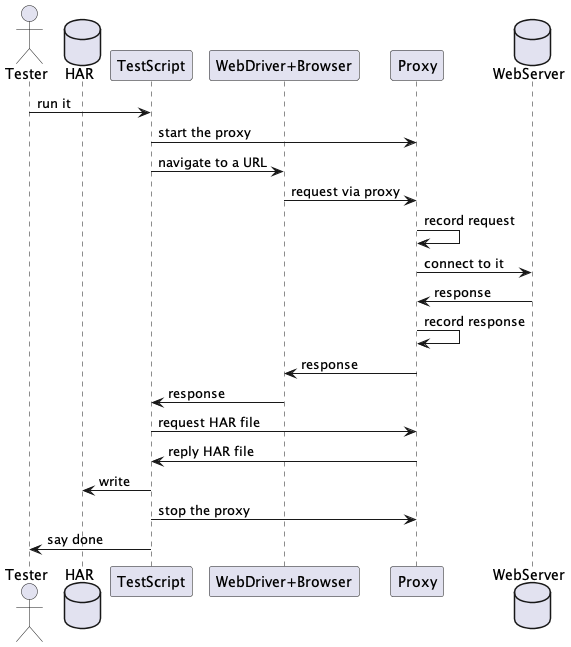 Tester
HAR
TestScript
WebDriver+Browser
Proxy
WebServer
run it
start the proxy
navigate to a URL
request via proxy
record request
connect to it
response
record response
response
response
request HAR file
reply HAR file
write
stop the proxy
say done
Tester
HAR
TestScript
WebDriver+Browser
Proxy
WebServer